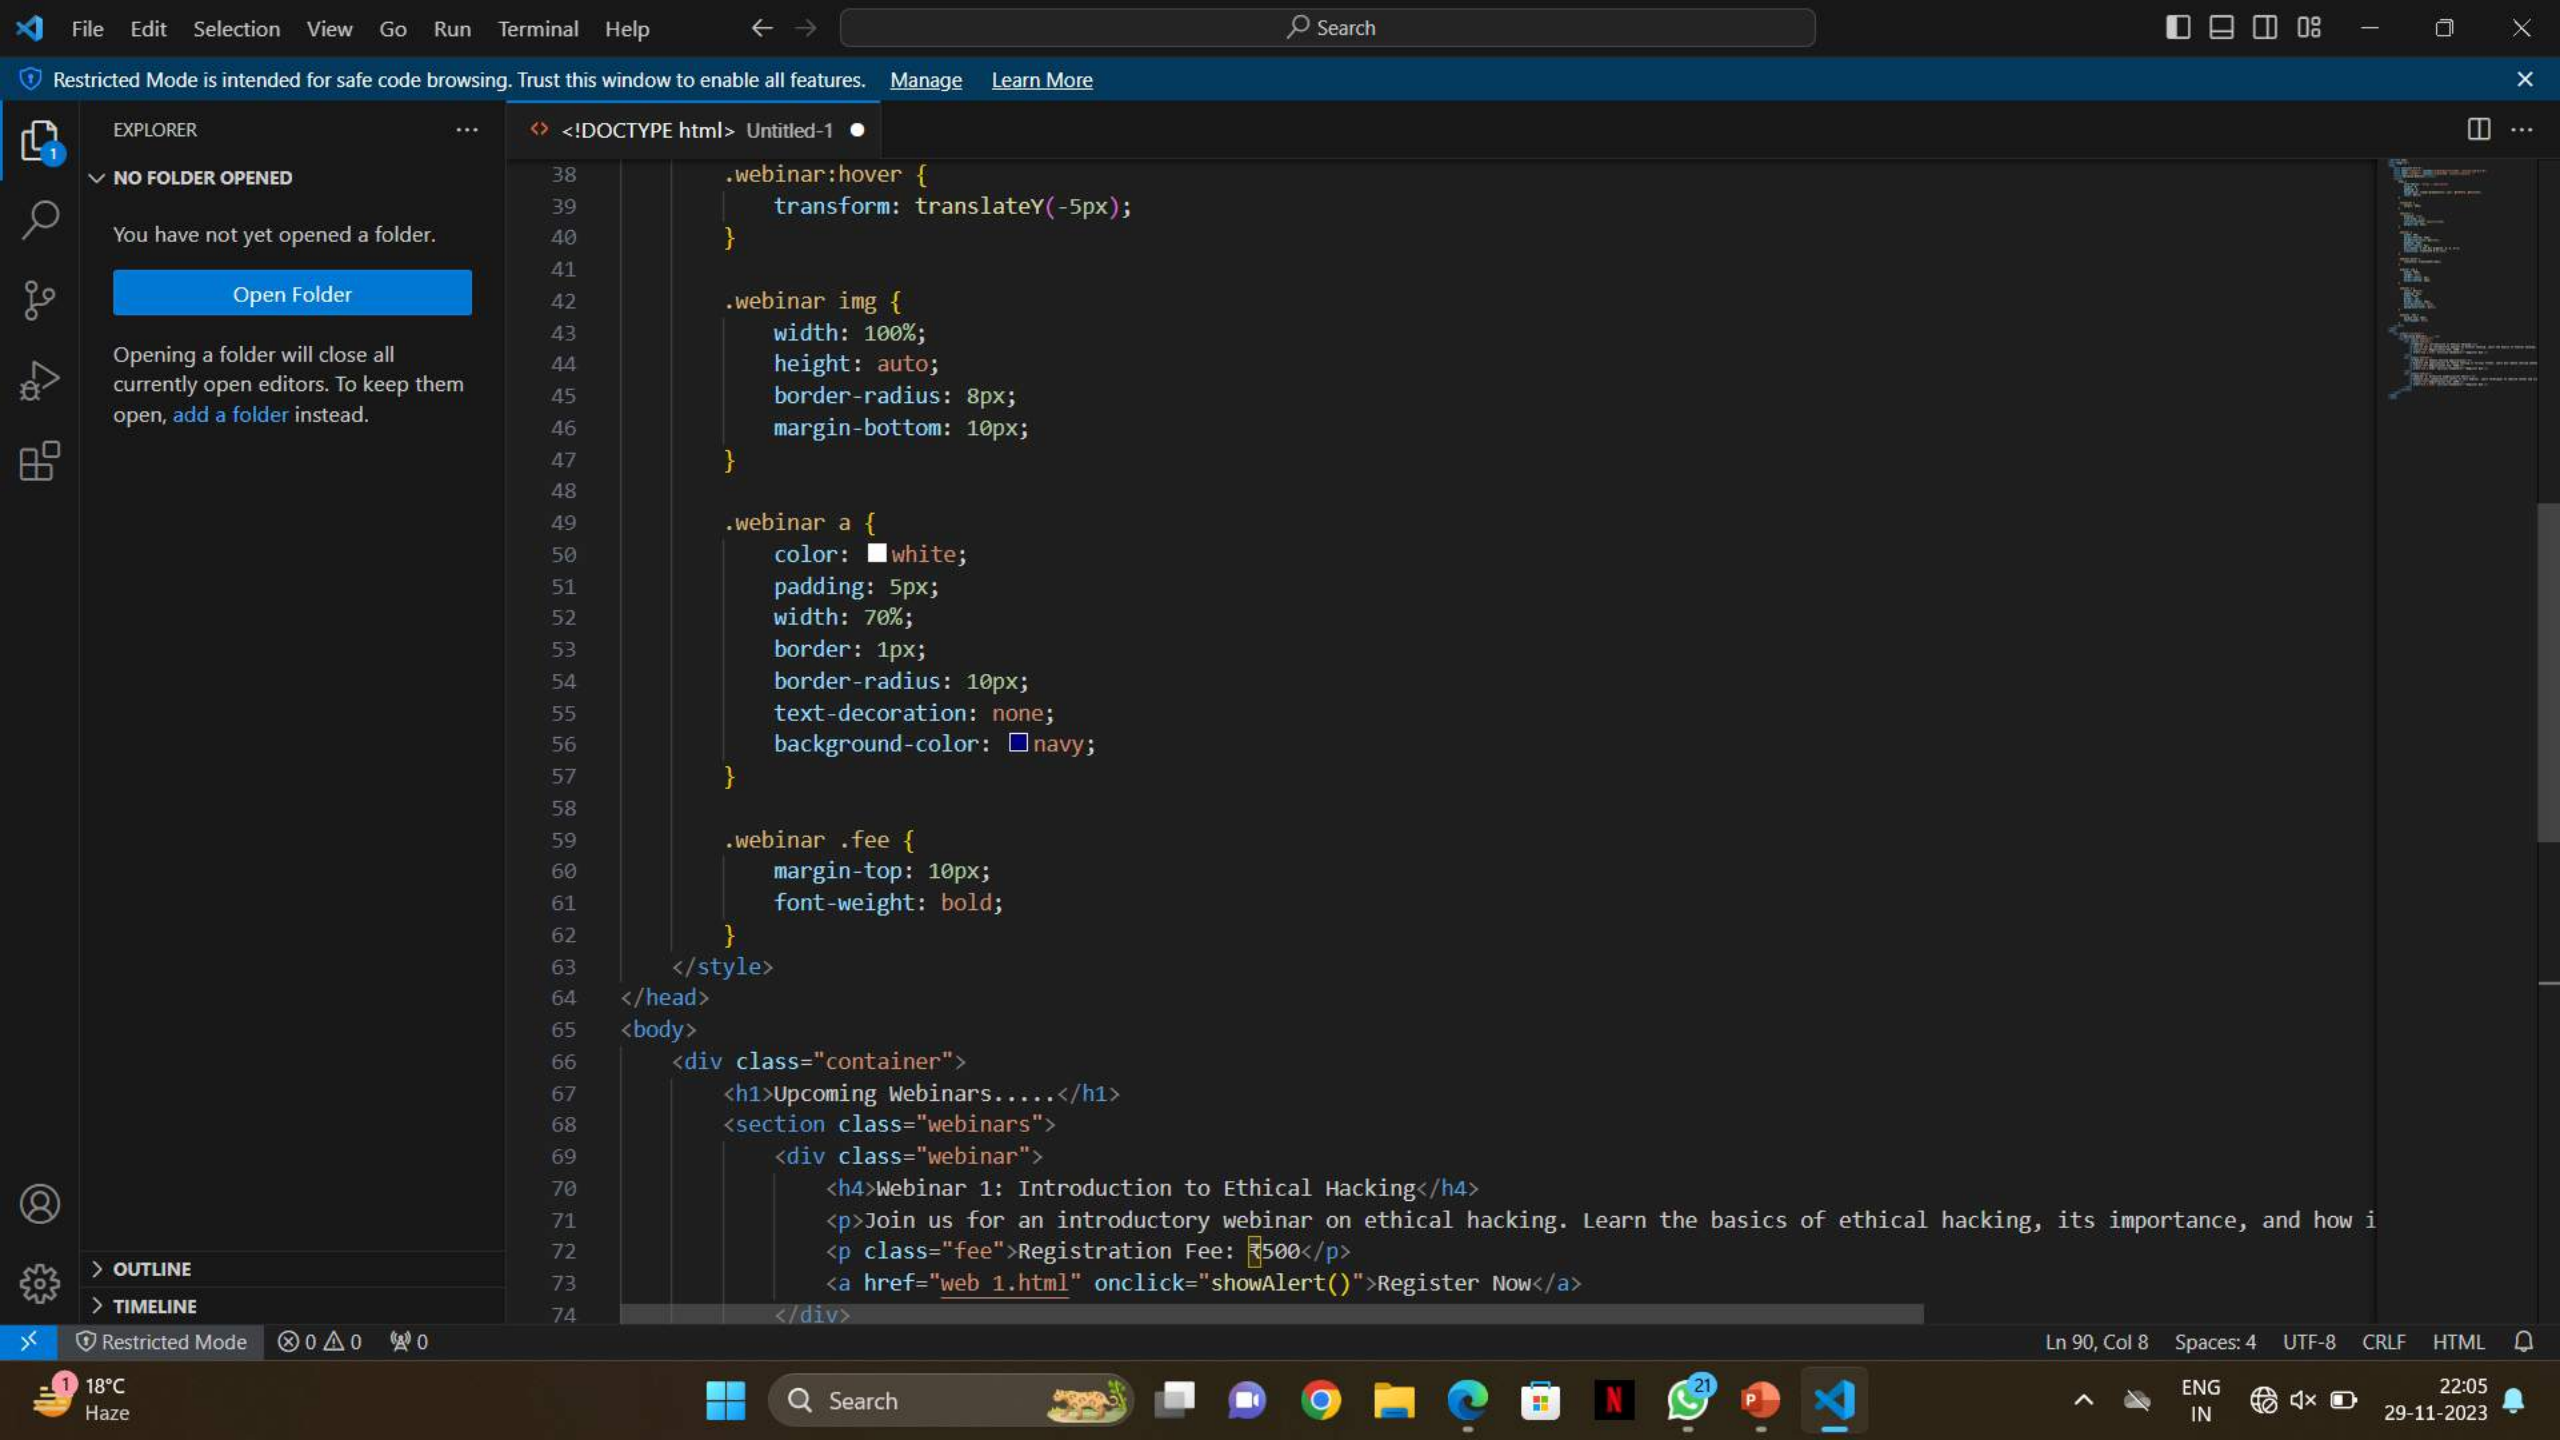 File Edit Selection View Go Run Terminal Help Search
Restricted Mode is intended for safe code browsing. Trust this window to enable all features. Manage Learn More
EXPLORER
1
NO FOLDER OPENED
You have not yet opened a folder.
Open Folder
Opening a folder will close all
currently open editors. To keep them
open, add a folder instead.
OUTLINE
TIMELINE
<!DOCTYPE html> Untitled-1
38 .webinar:hover {
39 transform: translateY(-5px);
40 }
41
42 .webinar img {
43 width: 100%;
44 height: auto;
45 border-radius: 8px;
46 margin-bottom: 10px;
47 }
48
49 .webinar a {
50 color: white;
51 padding: 5px;
52 width: 70%;
53 border: 1px;
54 border-radius: 10px;
55 text-decoration: none;
56 background-color: navy;
57 }
58
59 .webinar .fee {
60 margin-top: 10px;
61 font-weight: bold;
62 }
63 </style>
64 </head>
65 <body>
66 <div class="container">
67 <h1>Upcoming Webinars.....</h1>
68 <section class="webinars">
69 <div class="webinar">
70 <h4>Webinar 1: Introduction to Ethical Hacking</h4>
71 <p>Join us for an introductory webinar on ethical hacking. Learn the basics of ethical hacking, its importance, and how i
72 <p class="fee">Registration Fee: ₹500</p>
73 <a href="web 1.html" onclick="showAlert()">Register Now</a>
74 </div>
Restricted Mode 0 0 0 Ln 90, Col 8 Spaces: 4 UTF-8 CRLF HTML
1 18°C
Haze
Search
21
ENG
IN
22:05
29-11-2023